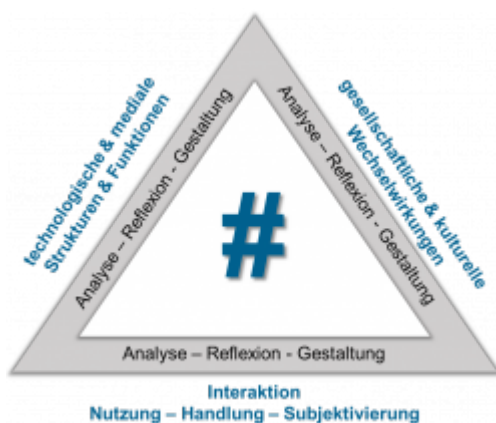 technologische & mediale
Strukturen & Funktionen
Analyse – Reflexion - Gestaltung
gesellschaftliche & kulturelle
Wechselwirkungen
Analyse – Reflexion - Gestaltung
#
Analyse – Reflexion - Gestaltung
Interaktion
Nutzung – Handlung – Subjektivierung